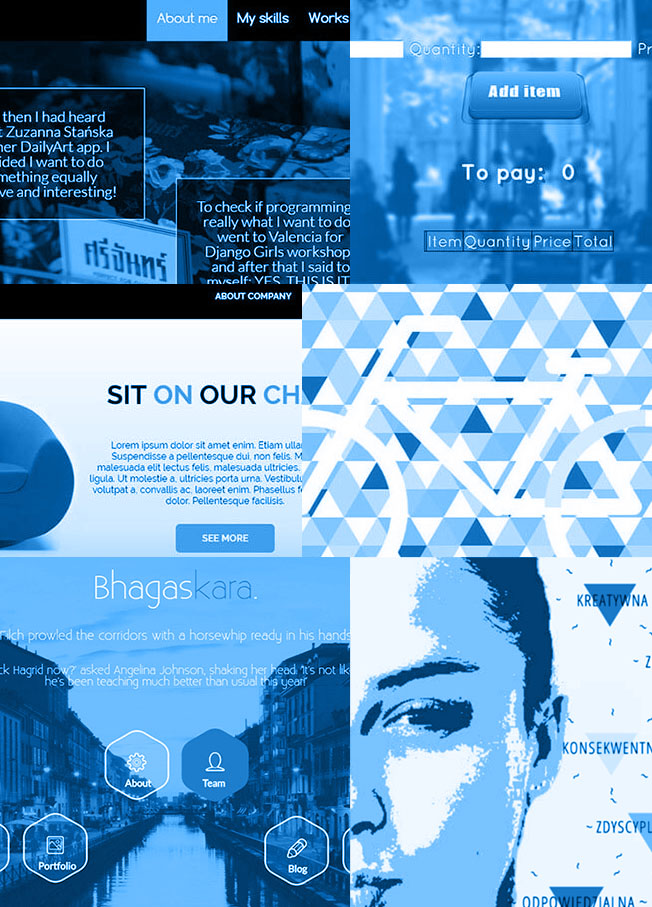 About me
My skills
Works
then I had heard
Zuzanna Stańska
her DailyArt app. I
ided I want to do
mething equally
ve and interesting!
ศรีจันทร์
To check if programming
really what I want to do
went to Valencia for
Django Girls workshop
and after that I said to
myself: YES, THIS IS IT
Quantity:
Pr
Add item
To pay: 0
Item Quantity Price Total
ABOUT COMPANY
SIT ON OUR CH
Lorem ipsum dolor sit amet enim. Etiam ullam
Suspendisse a pellentesque dui, non felis. M
malesuada elit lectus felis, malesuada ultricies.
ligula. Ut molestie a, ultricies porta urna. Vestibulu
volutpat a, convallis ac, laoreet enim. Phasellus fe
dolor. Pellentesque facilisis.
SEE MORE
Bhagaskara.
Filch prowled the corridors with a horsewhip ready in his hands
ck Hagrid now?' asked Angelina Johnson, shaking her head. 'It's not lik
he's been teaching much better than usual this year!'
About
Team
Portfolio
Blog
KREATYWNA
~ Z
KONSEKWENTN
~ ZDYSCYPL
~ ODPOWIEDZIALNA ~